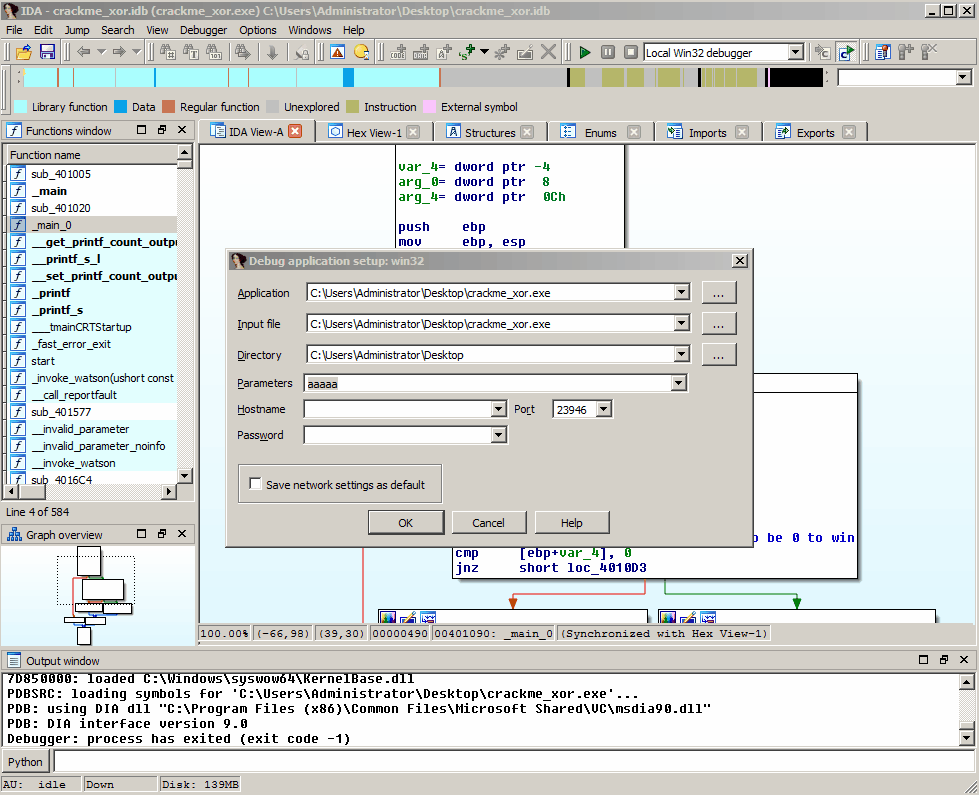 IDA - crackme_xor.idb (crackme_xor.exe) C:\Users\Administrator\Desktop\crackme_xor.idb
File Edit Jump Search View Debugger Options Windows Help
Local Win32 debugger
Library function Data Regular function Unexplored Instruction External symbol
Functions window
IDA View-A Hex View-1 Structures Enums Imports Exports
Function name
sub_401005
_main
sub_401020
_main_0
__get_printf_count_outpu
__printf_s_l
__set_printf_count_outpu
_printf
_printf_s
___tmainCRTStartup
_fast_error_exit
start
_invoke_watson(ushort const
__call_reportfault
sub_401577
__invalid_parameter
__invalid_parameter_noinfo
__invoke_watson
sub_4016C4
Line 4 of 584
Graph overview
var_4= dword ptr -4
arg_0= dword ptr 8
arg_4= dword ptr 0Ch
push ebp
mov ebp, esp
Debug application setup: win32
Application C:\Users\Administrator\Desktop\crackme_xor.exe ...
Input file C:\Users\Administrator\Desktop\crackme_xor.exe ...
Directory C:\Users\Administrator\Desktop ...
Parameters aaaaa
Hostname Port 23946
Password
Save network settings as default
OK Cancel Help
o be 0 to win
cmp [ebp+var_4], 0
jnz short loc_4010D3
100.00% (-66,98) (39,30) 00000490 00401090: _main_0 (Synchronized with Hex View-1)
Output window
7D850000: loaded C:\Windows\syswow64\KernelBase.dll
PDBSRC: loading symbols for 'C:\Users\Administrator\Desktop\crackme_xor.exe'...
PDB: using DIA dll "C:\Program Files (x86)\Common Files\Microsoft Shared\VC\msdia90.dll"
PDB: DIA interface version 9.0
Debugger: process has exited (exit code -1)
Python
AU: idle Down Disk: 139MB